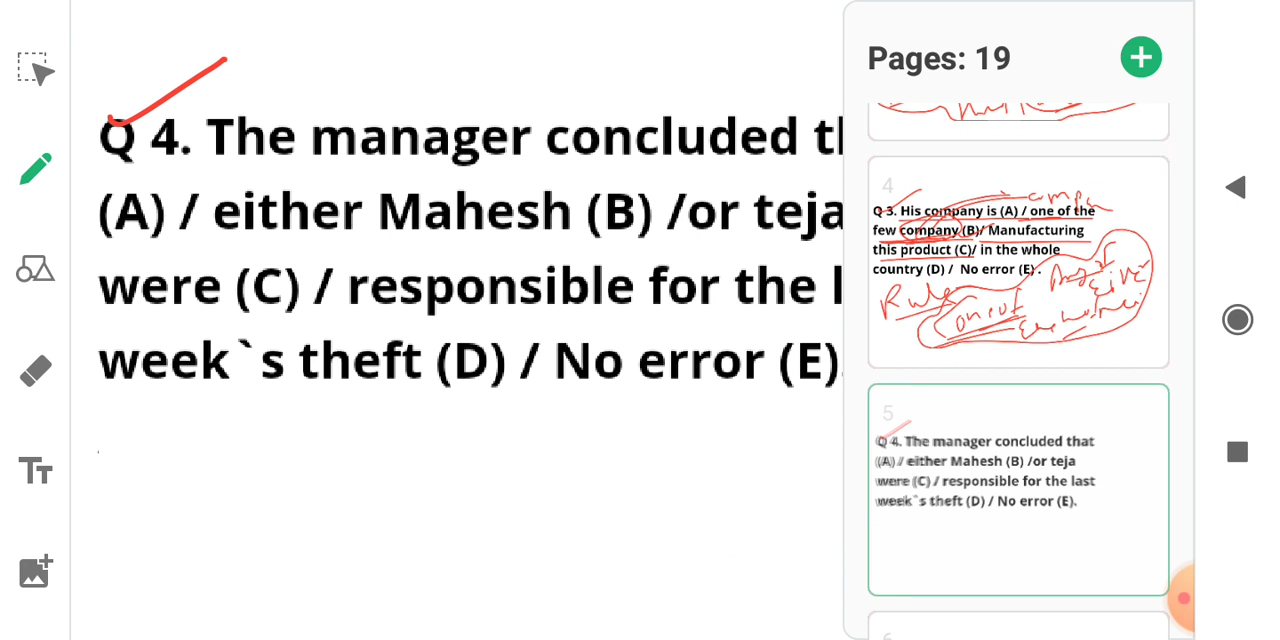 Pages: 19
Q 4. The manager concluded
(A) / either Mahesh (B) /or teja
were (C) / responsible for the
week`s theft (D) / No error (E)
4
Q 3. His company is (A) / one of the
few company (B)/ Manufacturing
this product (C)/ in the whole
country (D) / No error (E).
Rule
5
Q 4. The manager concluded that
(A) / either Mahesh (B) /or teja
were (C) / responsible for the last
week`s theft (D) / No error (E).
6
TT